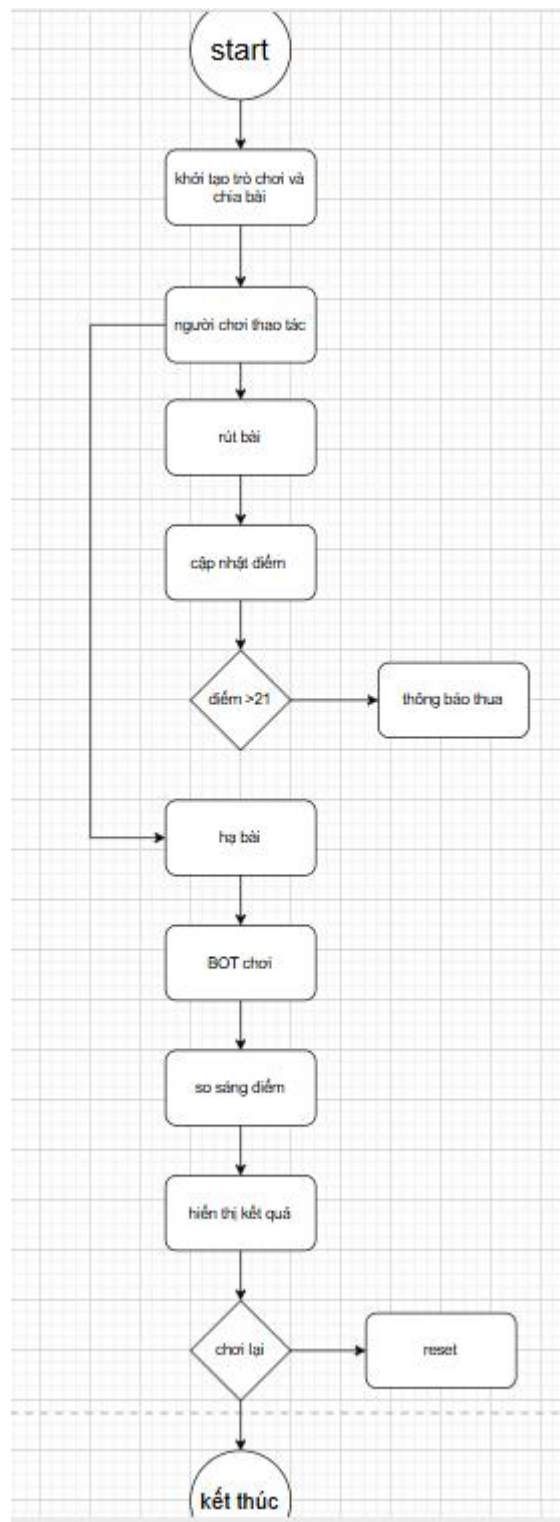 start
khởi tạo trò chơi và
chia bài
người chơi thao tác
rút bài
cập nhật điểm
điểm >21
thông báo thua
hạ bài
BOT chơi
so sáng điểm
hiển thị kết quả
chơi lại
reset
kết thúc